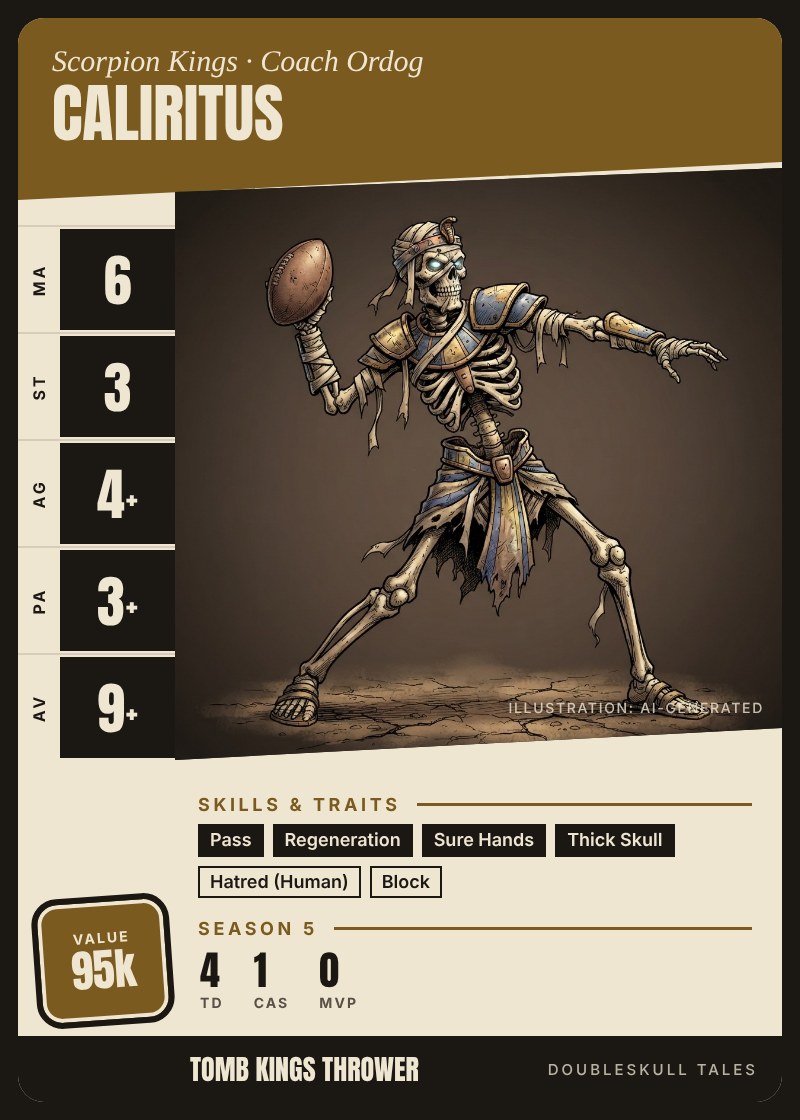 Scorpion Kings · Coach Ordog
CALIRITUS
MA
6
ST
3
AG
4+
PA
3+
AV
9+
ILLUSTRATION: AI-GENERATED
SKILLS & TRAITS
Pass Regeneration Sure Hands Thick Skull
Hatred (Human) Block
SEASON 5
4 1 0
TD CAS MVP
VALUE
95k
TOMB KINGS THROWER
DOUBLESKULL TALES